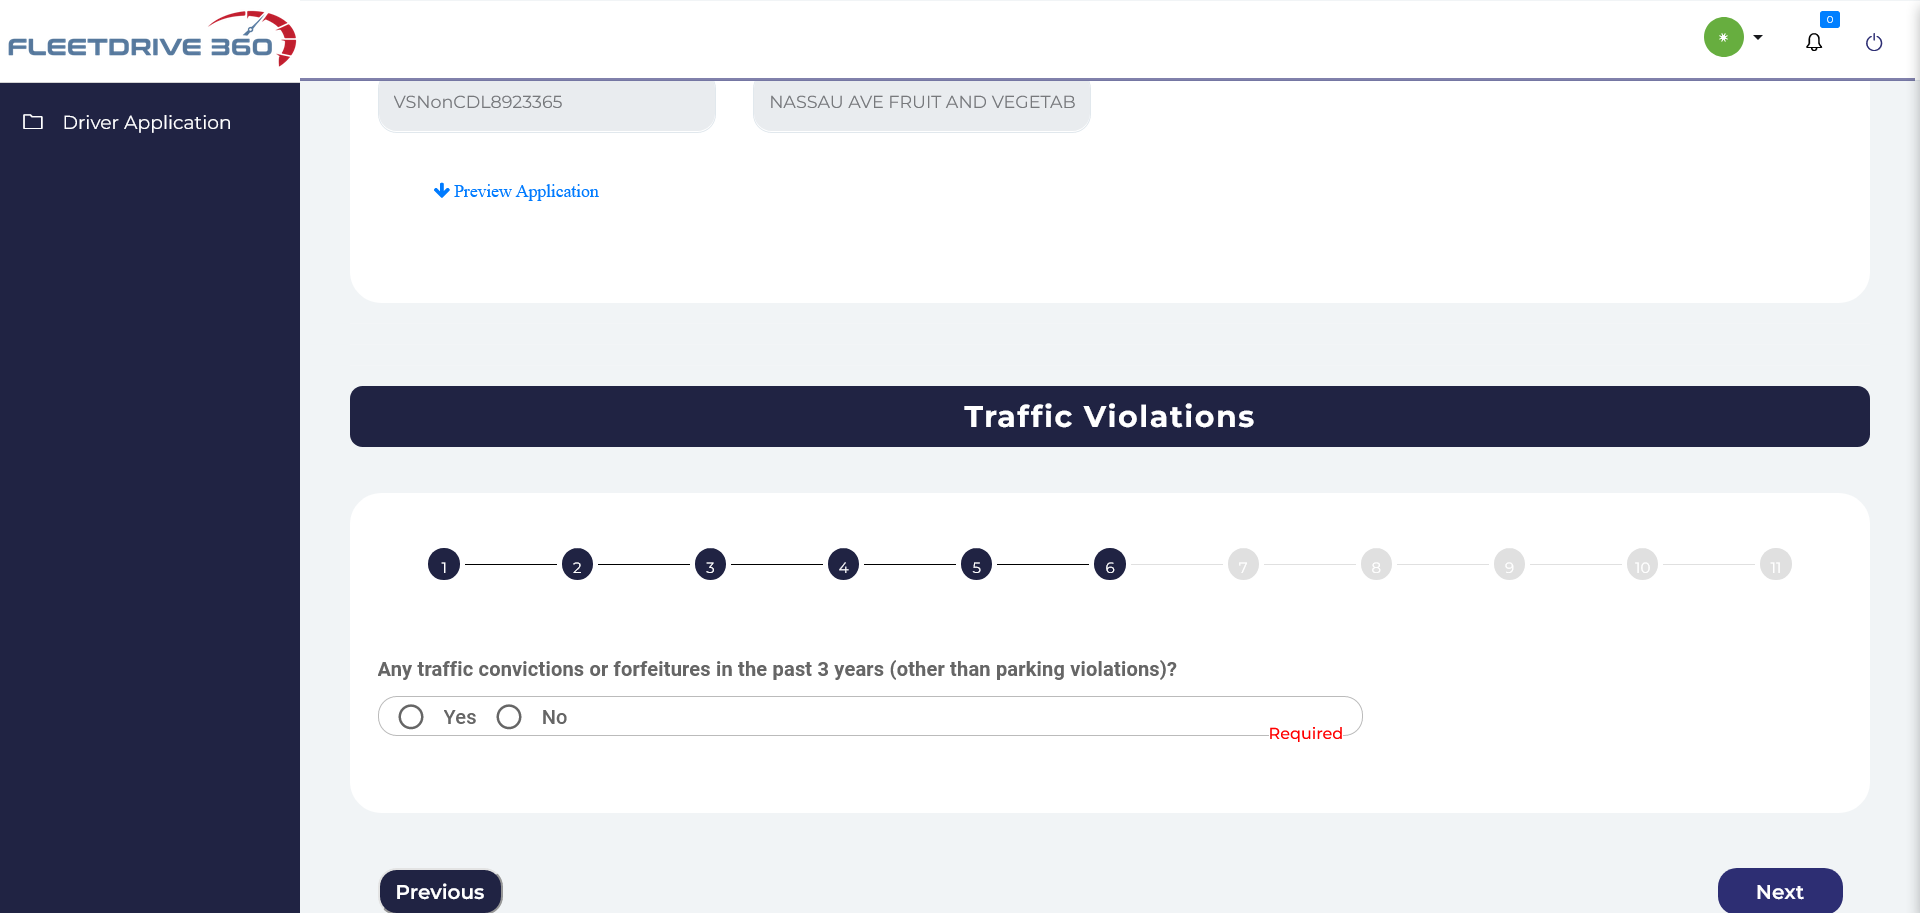 FLEETDRIVE 360
0
Driver Application
VSNonCDL8923365
NASSAU AVE FRUIT AND VEGETAB
Preview Application
Traffic Violations
1 2 3 4 5 6 7 8 9 10 11
Any traffic convictions or forfeitures in the past 3 years (other than parking violations)?
Yes No
Required
Previous
Next